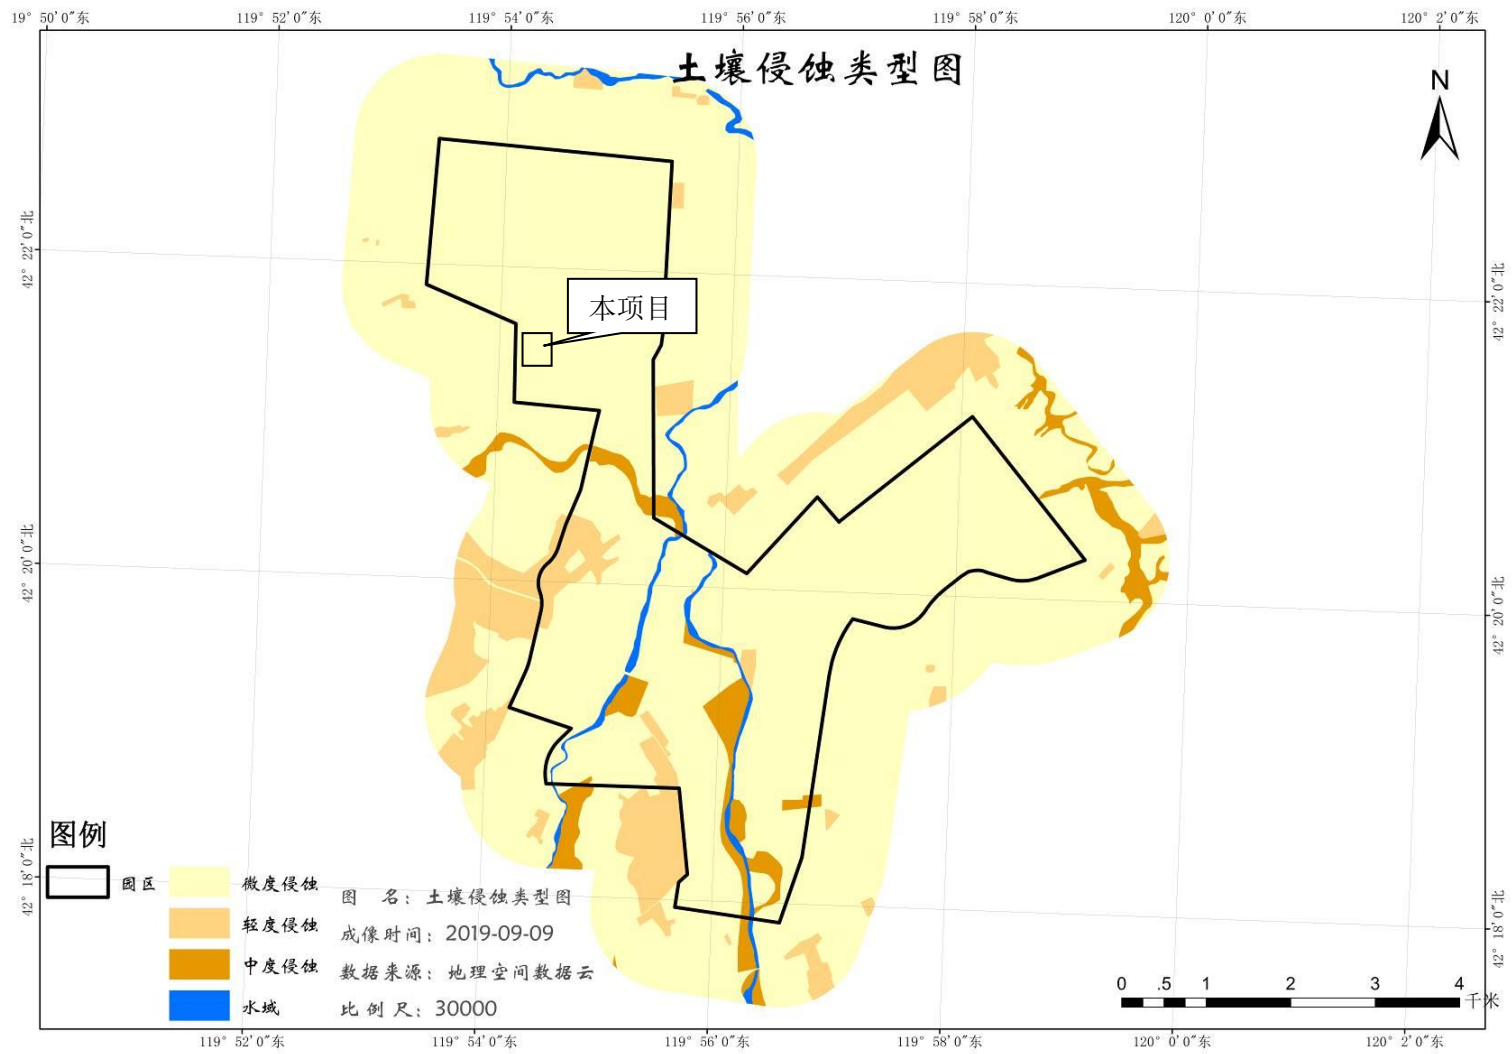 19° 50′0″东 119° 52′0″东 119° 54′0″东 119° 56′0″东 119° 58′0″东 120° 0′0″东 120° 2′0″东
土壤侵蚀类型图
N
42° 22′0″北
42° 22′0″北
本项目
42° 20′0″北
42° 20′0″北
42° 18′0″北
42° 18′0″北
图例
园区
微度侵蚀
轻度侵蚀
中度侵蚀
水域
图 名：土壤侵蚀类型图
成像时间：2019-09-09
数据来源：地理空间数据云
比例尺：30000
0 .5 1 2 3 4
千米
119° 52′0″东 119° 54′0″东 119° 56′0″东 119° 58′0″东 120° 0′0″东 120° 2′0″东